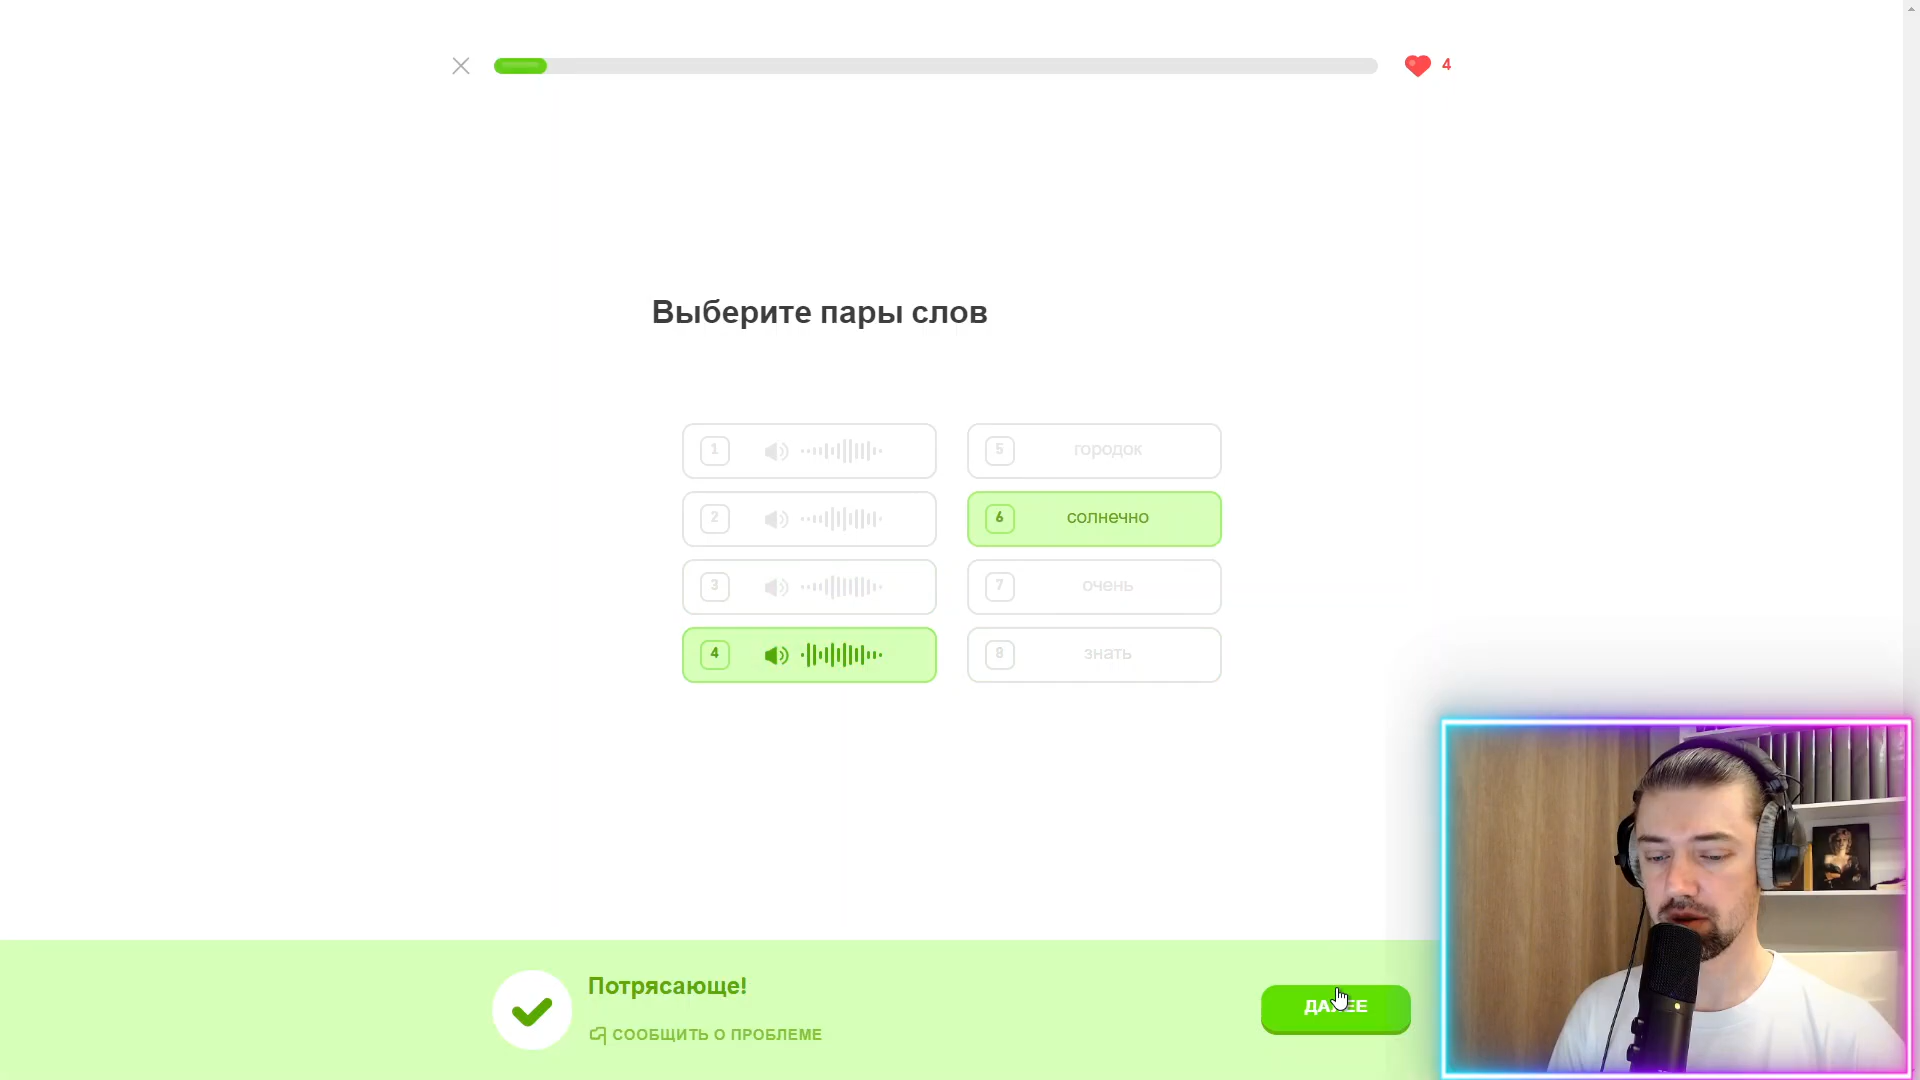 4
Выберите пары слов
1
5 городок
2
6 солнечно
3
7 очень
4
8 знать
Потрясающе!
СООБЩИТЬ О ПРОБЛЕМЕ
ДАЛЕЕ